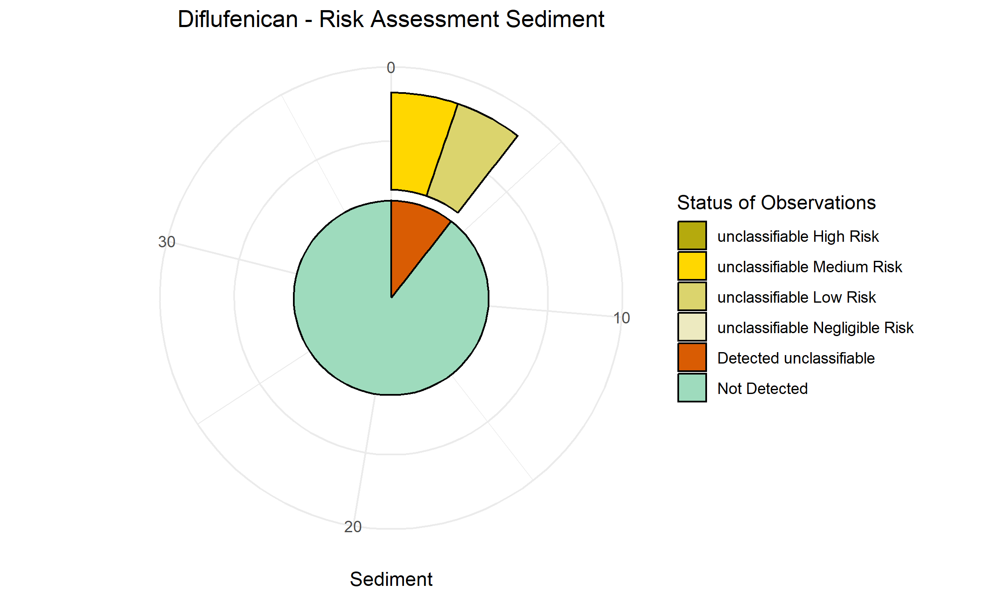 Diflufenican - Risk Assessment Sediment
0
30
10
20
Sediment
Status of Observations
unclassifiable High Risk
unclassifiable Medium Risk
unclassifiable Low Risk
unclassifiable Negligible Risk
Detected unclassifiable
Not Detected